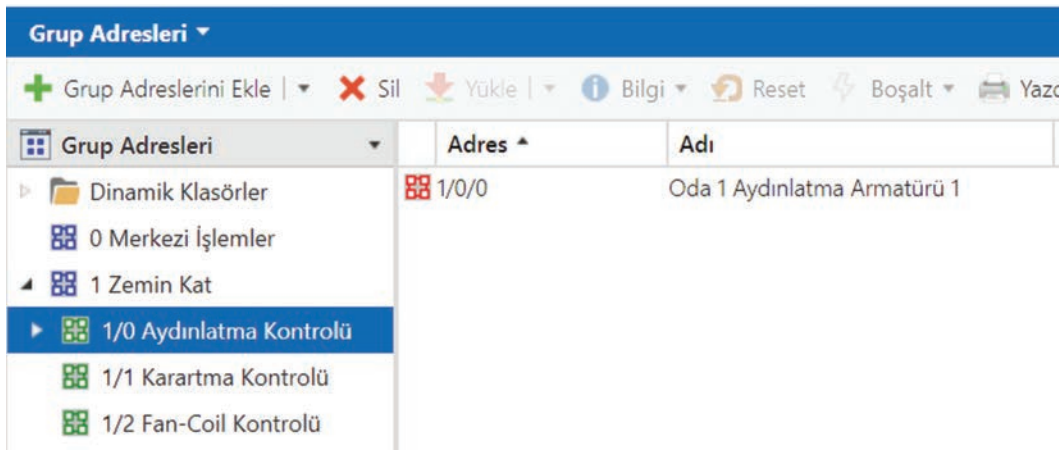 Grup Adresleri
Grup Adreslerini Ekle Sil Yükle Bilgi Reset Boşalt
Grup Adresleri Adres Adı
Dinamik Klasörler 1/0/0 Oda 1 Aydınlatma Armatürü 1
0 Merkezi İşlemler
1 Zemin Kat
1/0 Aydınlatma Kontrolü
1/1 Karartma Kontrolü
1/2 Fan-Coil Kontrolü